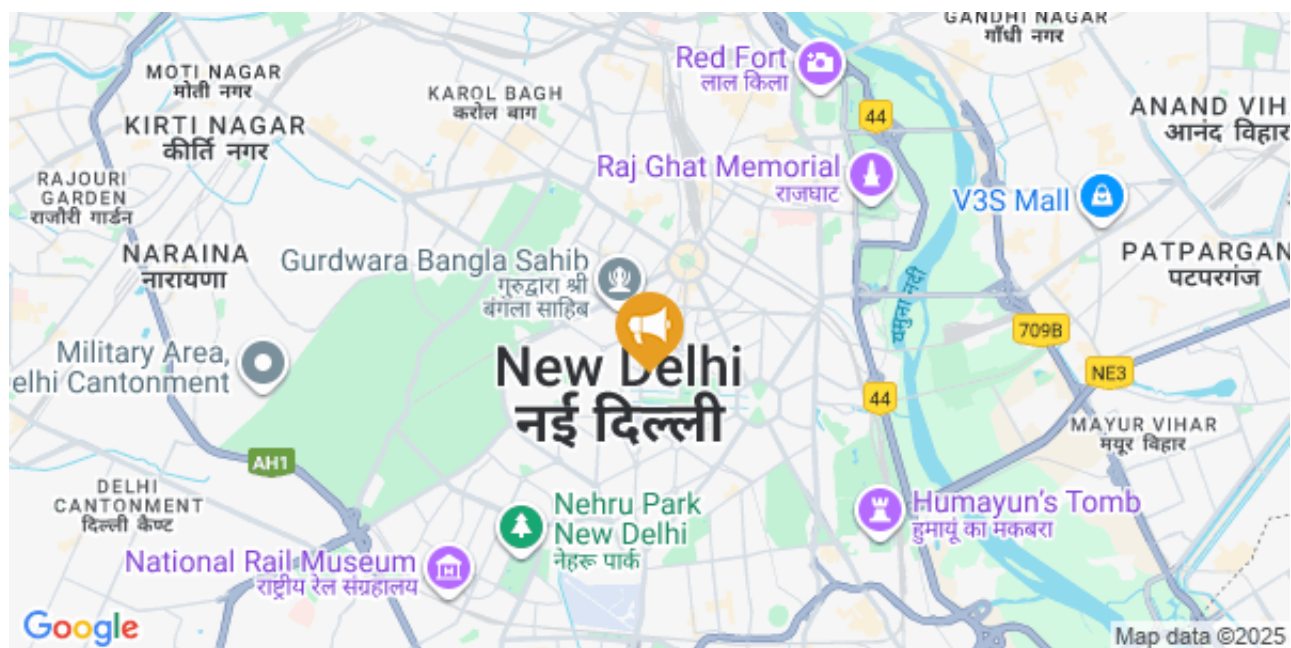 GANDHI NAGAR
गाँधी नगर
Red Fort
लाल किला
MOTI NAGAR
मोती नगर
KAROL BAGH
करोल बाग
44
ANAND VIH
आनंद विहार
KIRTI NAGAR
कीर्ति नगर
Raj Ghat Memorial
राजघाट
RAJOURI
GARDEN
राजौरी गार्डन
V3S Mall
NARAINA
नारायणा
Gurdwara Bangla Sahib
गुरुद्वारा श्री
बंगला साहिब
PATPARGAN
पटपरगंज
यमुना नदी
709B
Military Area,
elhi Cantonment
New Delhi
नई दिल्ली
NE3
44
MAYUR VIHAR
मयूर विहार
AH1
DELHI
CANTONMENT
दिल्ली कैण्ट
Nehru Park
New Delhi
नेहरू पार्क
Humayun's Tomb
हुमायूं का मकबरा
National Rail Museum
राष्ट्रीय रेल संग्रहालय
Google
Map data ©2025